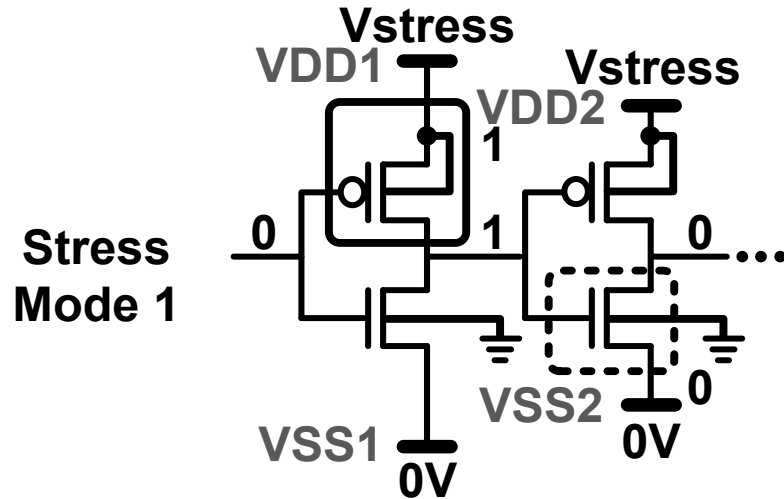 Vstress
VDD1
Vstress
VDD2
1
Stress
Mode 1
0
1
0
VSS1
0V
VSS2
0
0V